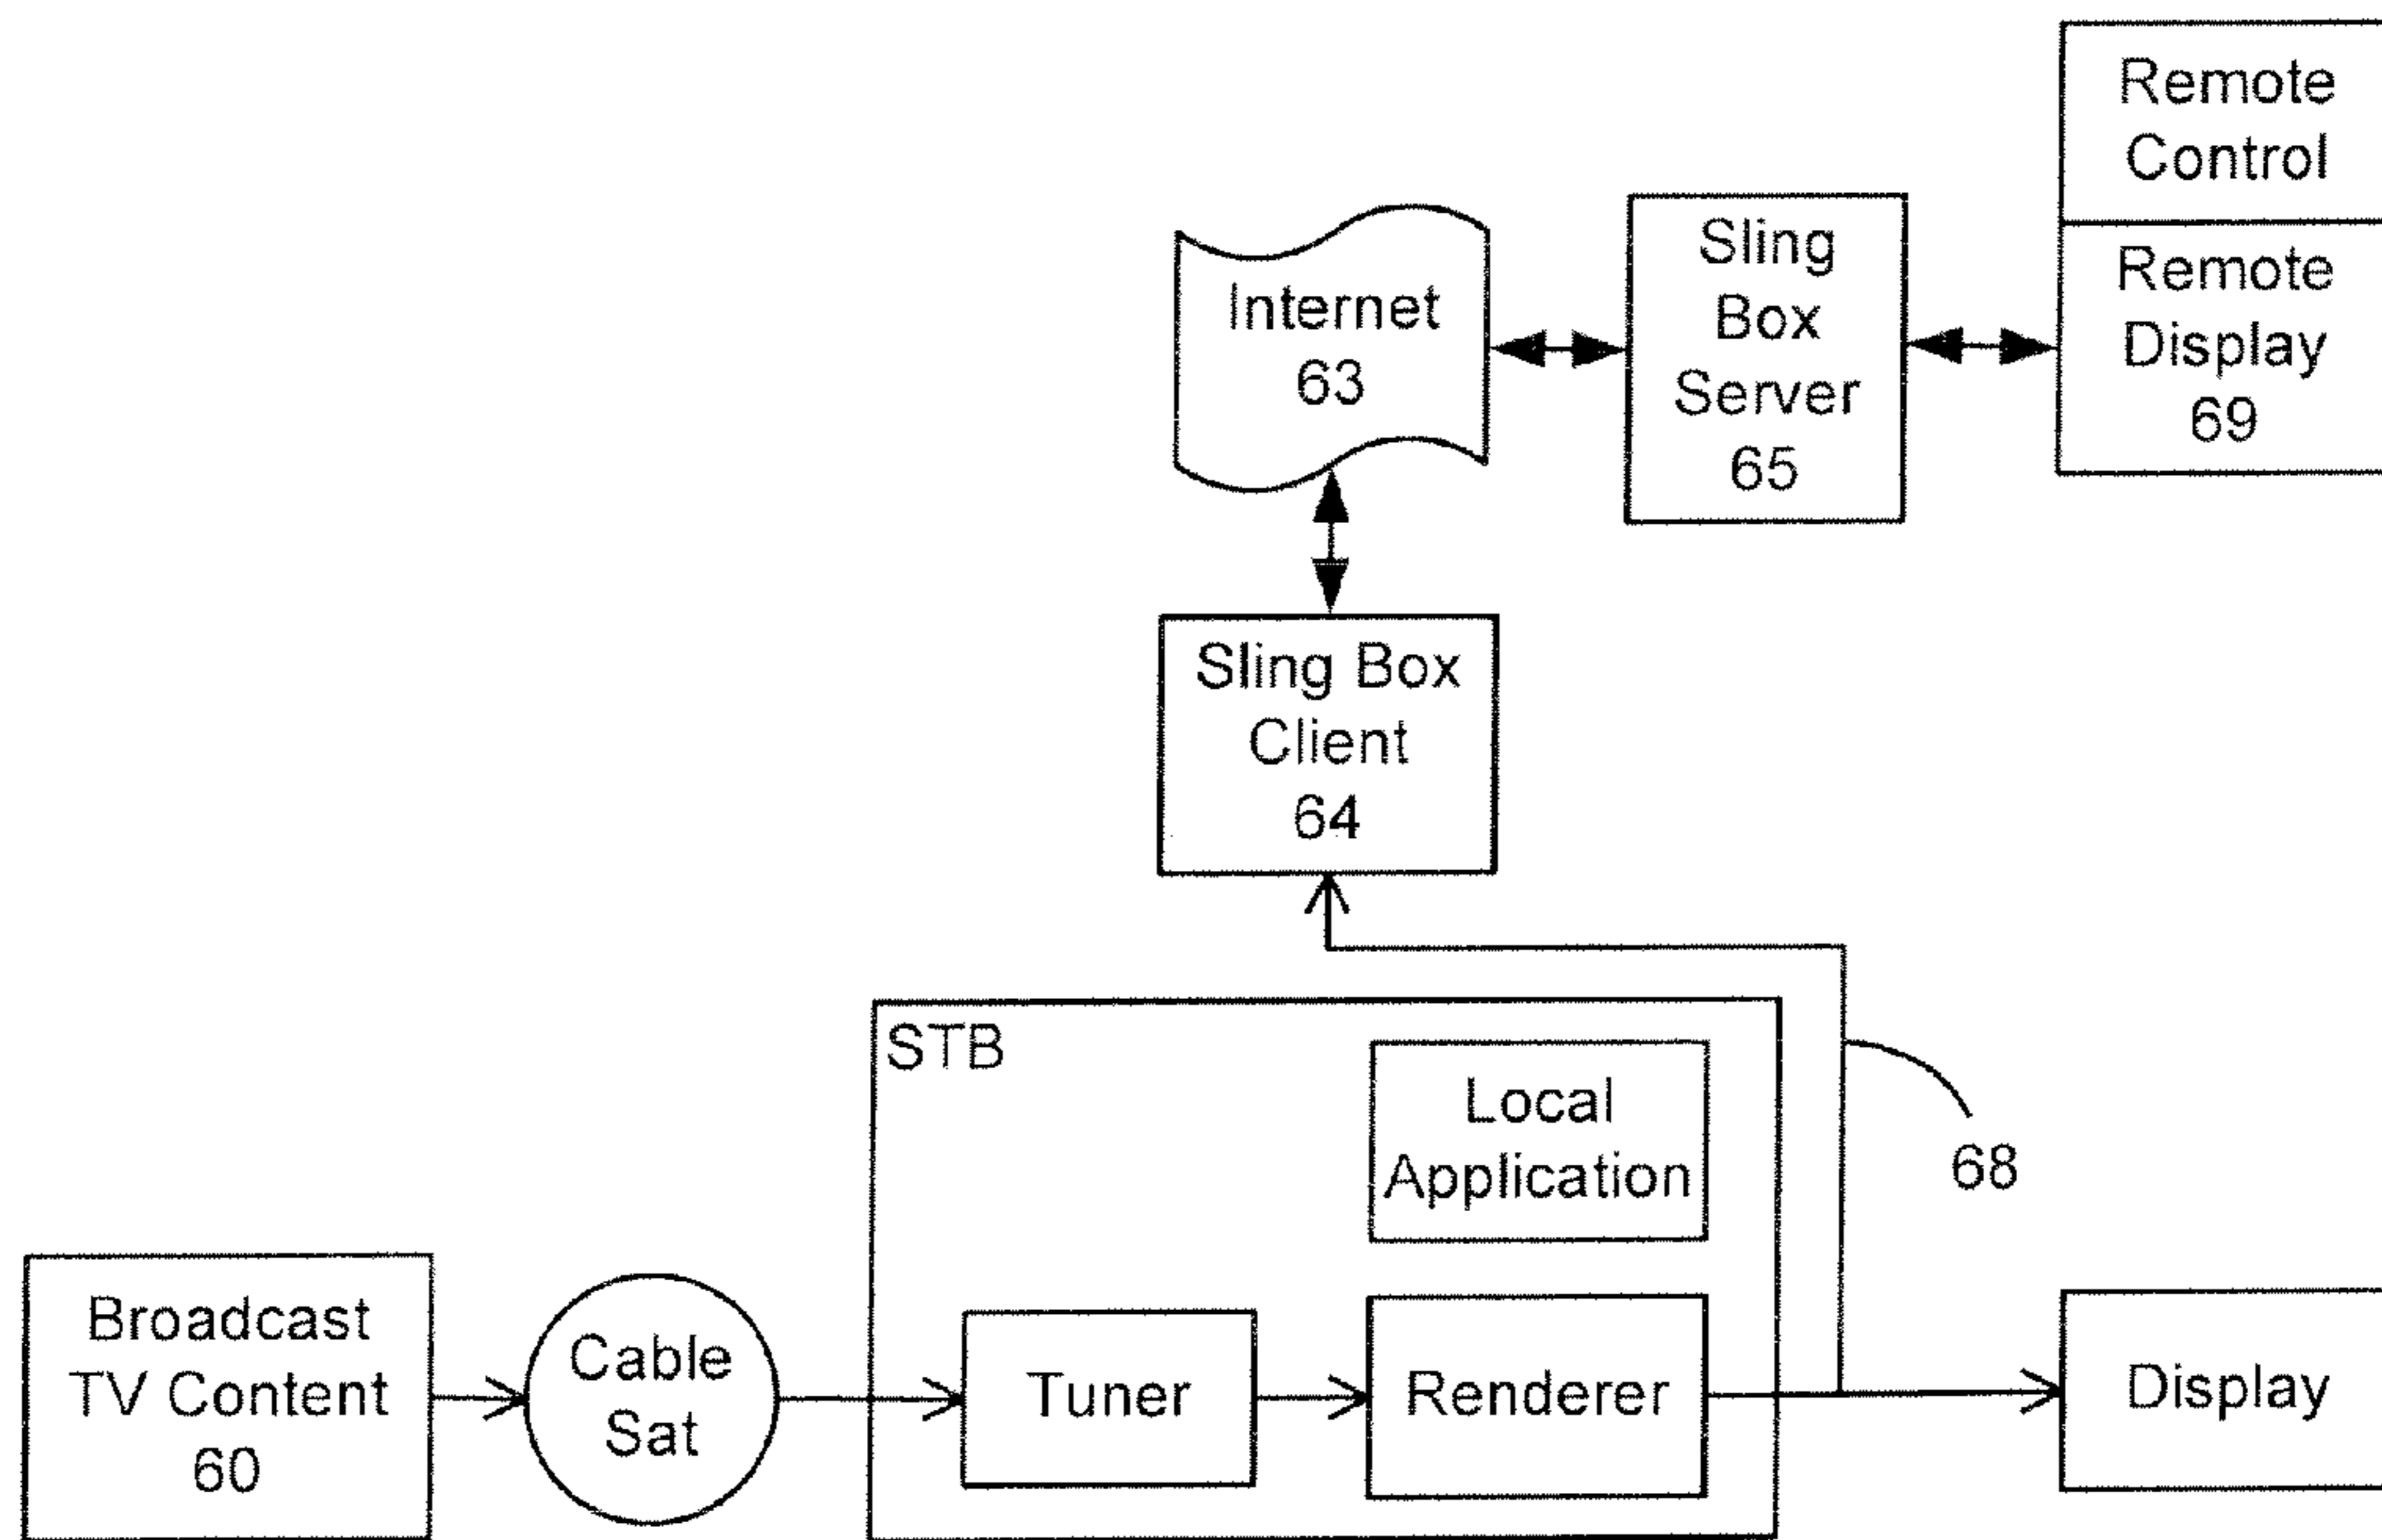 Remote
Control
Remote
Display
69
Sling
Box
Server
65
Internet
63
Sling Box
Client
64
STB
Local
Application
68
Broadcast
TV Content
60
Cable
Sat
Tuner
Renderer
Display